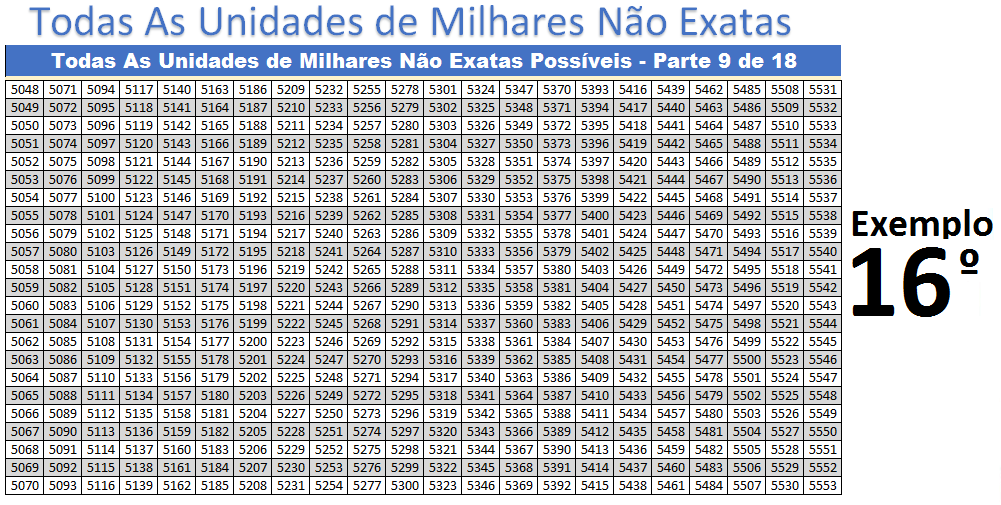 Todas As Unidades de Milhares Não Exatas
Todas As Unidades de Milhares Não Exatas Possíveis - Parte 9 de 18
5048 5071 5094 5117 5140 5163 5186 5209 5232 5255 5278 5301 5324 5347 5370 5393 5416 5439 5462 5485 5508 5531
5049 5072 5095 5118 5141 5164 5187 5210 5233 5256 5279 5302 5325 5348 5371 5394 5417 5440 5463 5486 5509 5532
5050 5073 5096 5119 5142 5165 5188 5211 5234 5257 5280 5303 5326 5349 5372 5395 5418 5441 5464 5487 5510 5533
5051 5074 5097 5120 5143 5166 5189 5212 5235 5258 5281 5304 5327 5350 5373 5396 5419 5442 5465 5488 5511 5534
5052 5075 5098 5121 5144 5167 5190 5213 5236 5259 5282 5305 5328 5351 5374 5397 5420 5443 5466 5489 5512 5535
5053 5076 5099 5122 5145 5168 5191 5214 5237 5260 5283 5306 5329 5352 5375 5398 5421 5444 5467 5490 5513 5536
5054 5077 5100 5123 5146 5169 5192 5215 5238 5261 5284 5307 5330 5353 5376 5399 5422 5445 5468 5491 5514 5537
5055 5078 5101 5124 5147 5170 5193 5216 5239 5262 5285 5308 5331 5354 5377 5400 5423 5446 5469 5492 5515 5538
5056 5079 5102 5125 5148 5171 5194 5217 5240 5263 5286 5309 5332 5355 5378 5401 5424 5447 5470 5493 5516 5539
5057 5080 5103 5126 5149 5172 5195 5218 5241 5264 5287 5310 5333 5356 5379 5402 5425 5448 5471 5494 5517 5540
5058 5081 5104 5127 5150 5173 5196 5219 5242 5265 5288 5311 5334 5357 5380 5403 5426 5449 5472 5495 5518 5541
5059 5082 5105 5128 5151 5174 5197 5220 5243 5266 5289 5312 5335 5358 5381 5404 5427 5450 5473 5496 5519 5542
5060 5083 5106 5129 5152 5175 5198 5221 5244 5267 5290 5313 5336 5359 5382 5405 5428 5451 5474 5497 5520 5543
5061 5084 5107 5130 5153 5176 5199 5222 5245 5268 5291 5314 5337 5360 5383 5406 5429 5452 5475 5498 5521 5544
5062 5085 5108 5131 5154 5177 5200 5223 5246 5269 5292 5315 5338 5361 5384 5407 5430 5453 5476 5499 5522 5545
5063 5086 5109 5132 5155 5178 5201 5224 5247 5270 5293 5316 5339 5362 5385 5408 5431 5454 5477 5500 5523 5546
5064 5087 5110 5133 5156 5179 5202 5225 5248 5271 5294 5317 5340 5363 5386 5409 5432 5455 5478 5501 5524 5547
5065 5088 5111 5134 5157 5180 5203 5226 5249 5272 5295 5318 5341 5364 5387 5410 5433 5456 5479 5502 5525 5548
5066 5089 5112 5135 5158 5181 5204 5227 5250 5273 5296 5319 5342 5365 5388 5411 5434 5457 5480 5503 5526 5549
5067 5090 5113 5136 5159 5182 5205 5228 5251 5274 5297 5320 5343 5366 5389 5412 5435 5458 5481 5504 5527 5550
5068 5091 5114 5137 5160 5183 5206 5229 5252 5275 5298 5321 5344 5367 5390 5413 5436 5459 5482 5505 5528 5551
5069 5092 5115 5138 5161 5184 5207 5230 5253 5276 5299 5322 5345 5368 5391 5414 5437 5460 5483 5506 5529 5552
5070 5093 5116 5139 5162 5185 5208 5231 5254 5277 5300 5323 5346 5369 5392 5415 5438 5461 5484 5507 5530 5553
Exemplo
16º